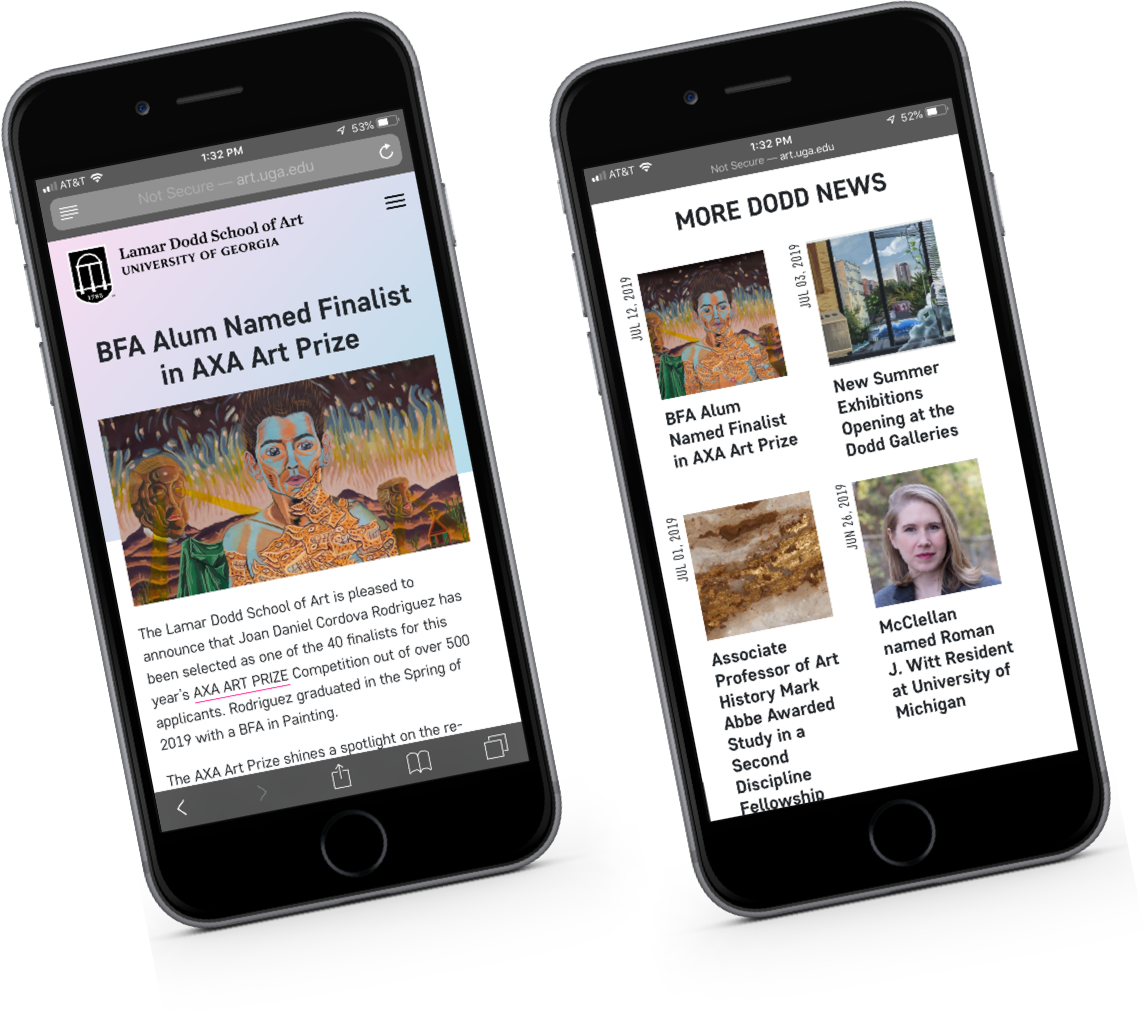 AT&T
1:32 PM
53%
Not Secure — art.uga.edu
Lamar Dodd School of Art
UNIVERSITY OF GEORGIA
1785
BFA Alum Named Finalist
in AXA Art Prize
The Lamar Dodd School of Art is pleased to
announce that Joan Daniel Cordova Rodriguez has
been selected as one of the 40 finalists for this
year's AXA ART PRIZE Competition out of over 500
applicants. Rodriguez graduated in the Spring of
2019 with a BFA in Painting.
The AXA Art Prize shines a spotlight on the re-
AT&T
1:32 PM
52%
Not Secure — art.uga.edu
MORE DODD NEWS
JUL 12, 2019
BFA Alum
Named Finalist
in AXA Art Prize
JUL 03, 2019
New Summer
Exhibitions
Opening at the
Dodd Galleries
JUL 01, 2019
Associate
Professor of Art
History Mark
Abbe Awarded
Study in a
Second
Discipline
Fellowship
JUN 26, 2019
McClellan
named Roman
J. Witt Resident
at University of
Michigan